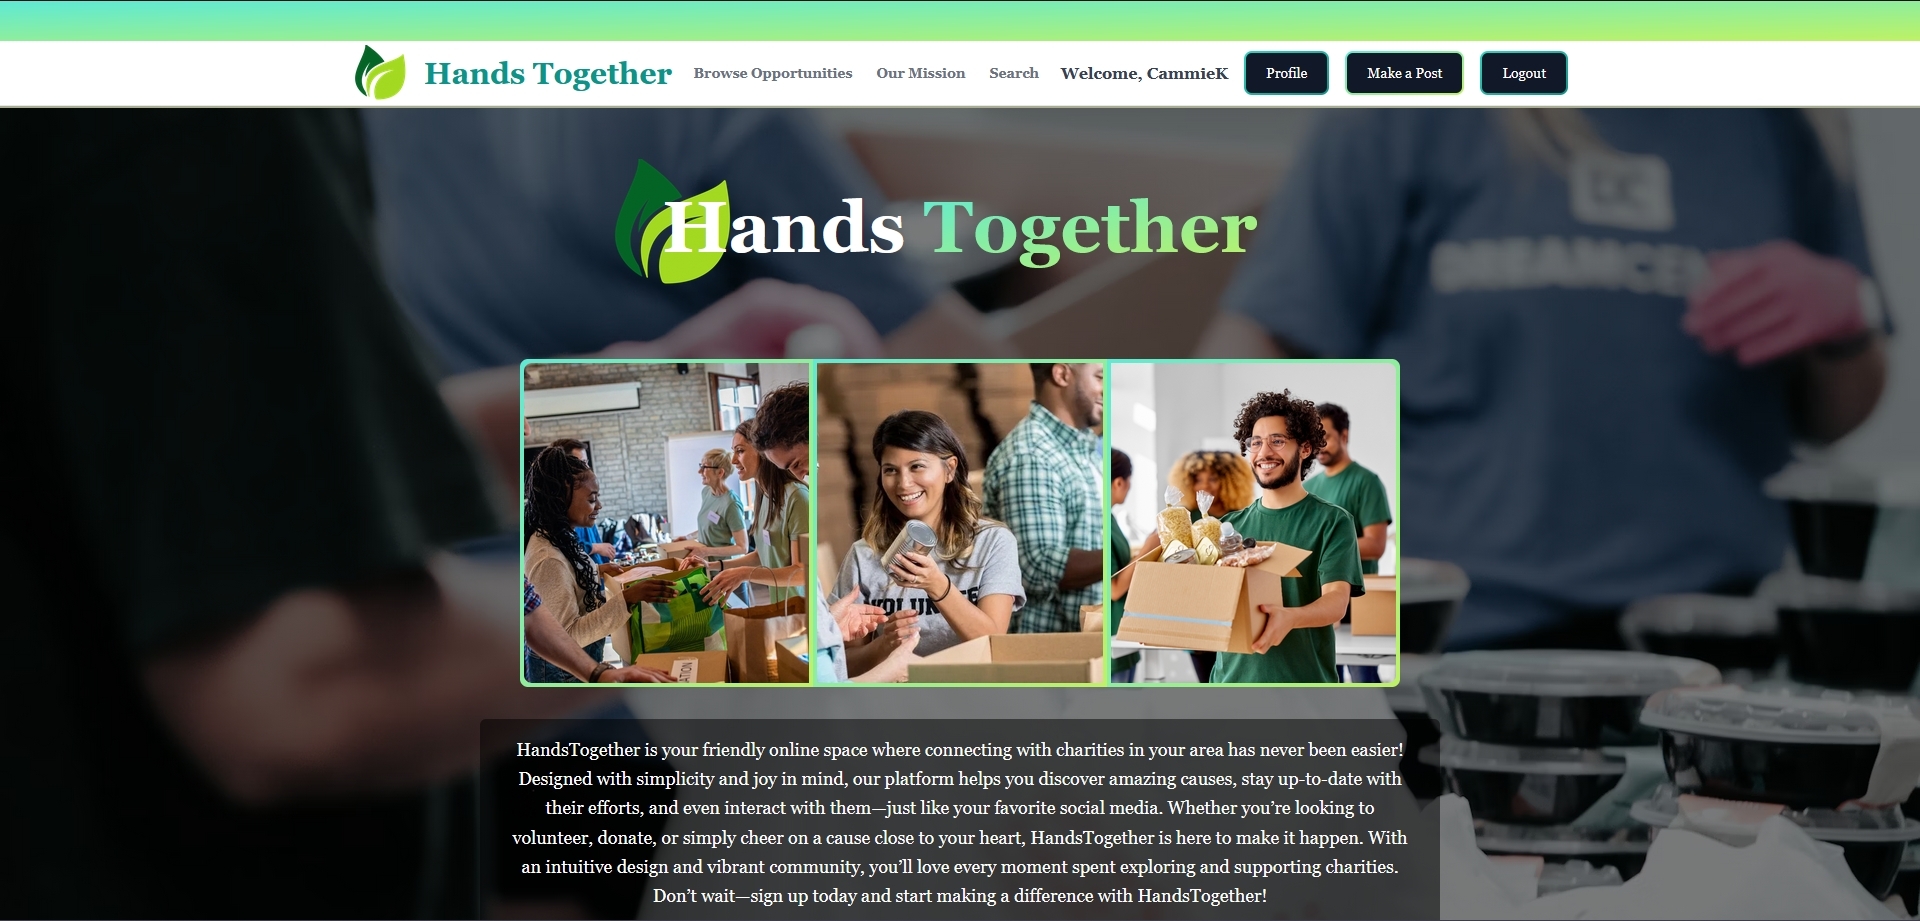 Hands Together
Browse Opportunities
Our Mission
Search
Welcome, CammieK
Profile
Make a Post
Logout
Hands Together
HandsTogether is your friendly online space where connecting with charities in your area has never been easier!
Designed with simplicity and joy in mind, our platform helps you discover amazing causes, stay up-to-date with
their efforts, and even interact with them—just like your favorite social media. Whether you’re looking to
volunteer, donate, or simply cheer on a cause close to your heart, HandsTogether is here to make it happen. With
an intuitive design and vibrant community, you’ll love every moment spent exploring and supporting charities.
Don’t wait—sign up today and start making a difference with HandsTogether!